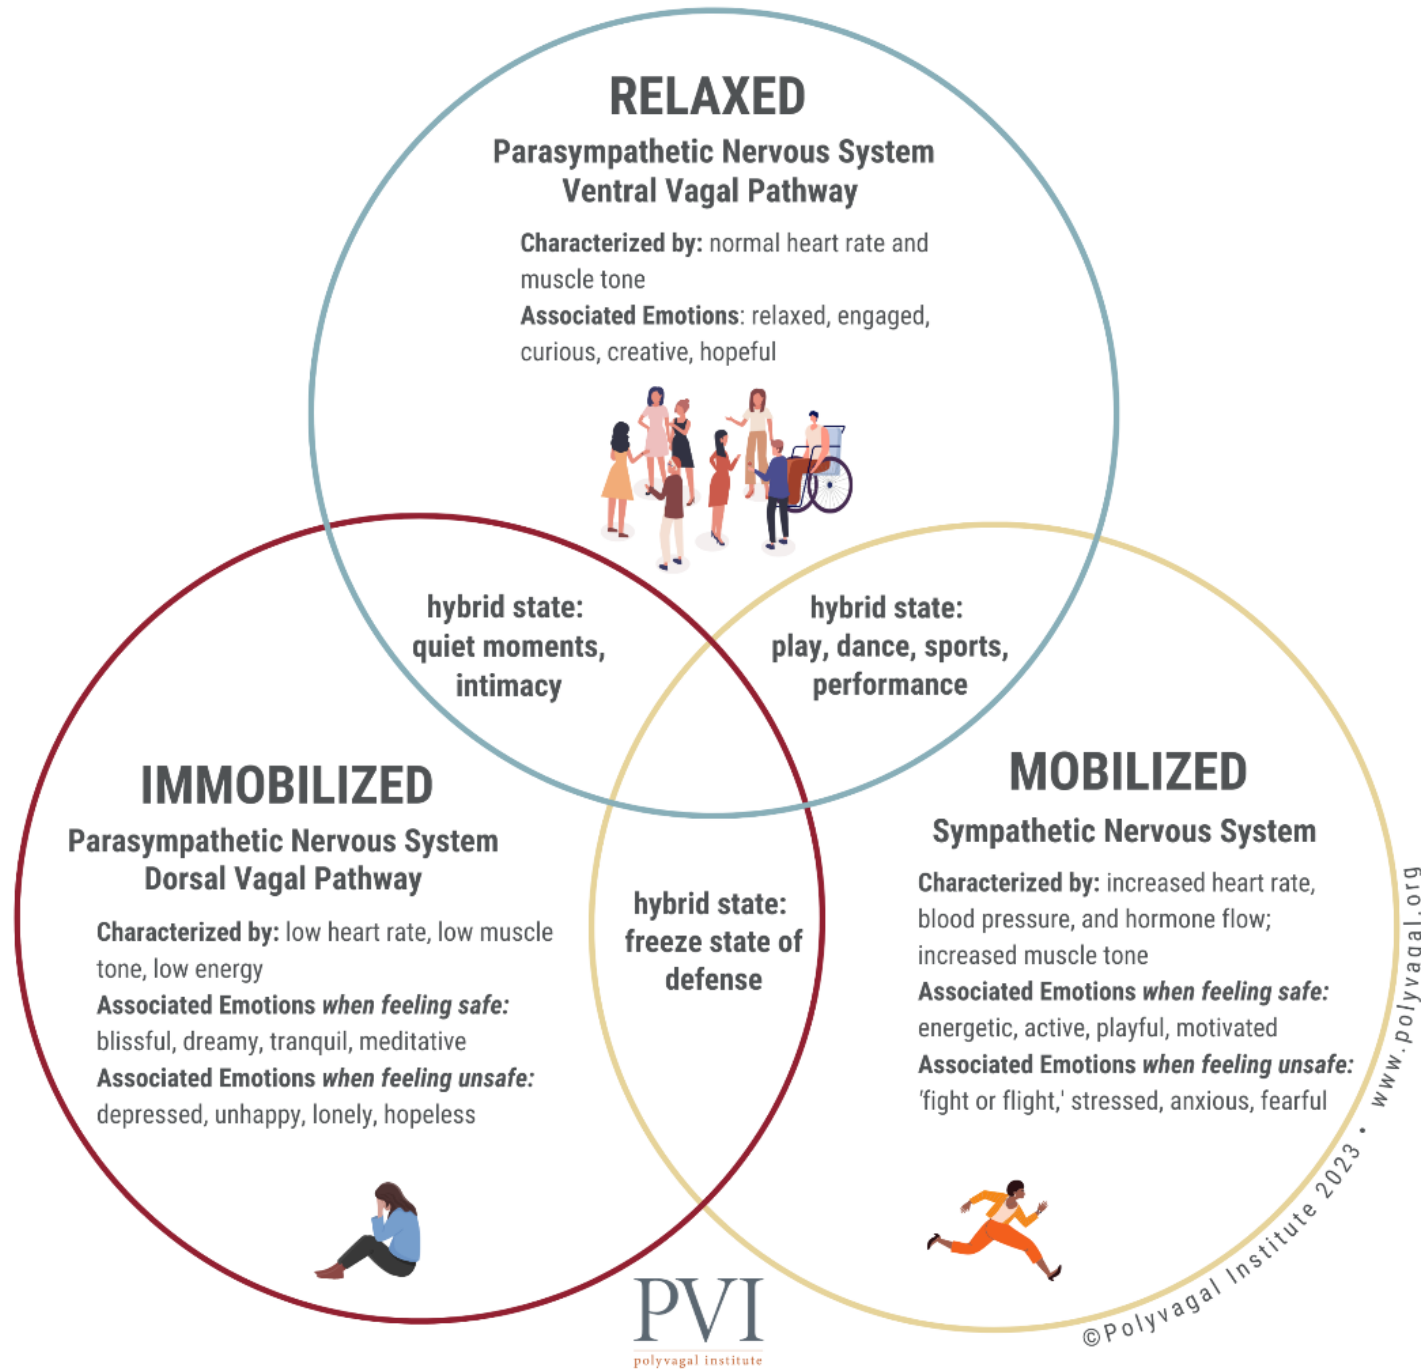 RELAXED
Parasympathetic Nervous System
Ventral Vagal Pathway
Characterized by: normal heart rate and
muscle tone
Associated Emotions: relaxed, engaged,
curious, creative, hopeful
hybrid state:
quiet moments,
intimacy
hybrid state:
play, dance, sports,
performance
IMMOBILIZED
Parasympathetic Nervous System
Dorsal Vagal Pathway
Characterized by: low heart rate, low muscle
tone, low energy
Associated Emotions when feeling safe:
blissful, dreamy, tranquil, meditative
Associated Emotions when feeling unsafe:
depressed, unhappy, lonely, hopeless
hybrid state:
freeze state of
defense
MOBILIZED
Sympathetic Nervous System
Characterized by: increased heart rate,
blood pressure, and hormone flow;
increased muscle tone
Associated Emotions when feeling safe:
energetic, active, playful, motivated
Associated Emotions when feeling unsafe:
'fight or flight,' stressed, anxious, fearful
PVI
polyvagal institute
©Polyvagal Institute 2023 • www.polyvagal.org